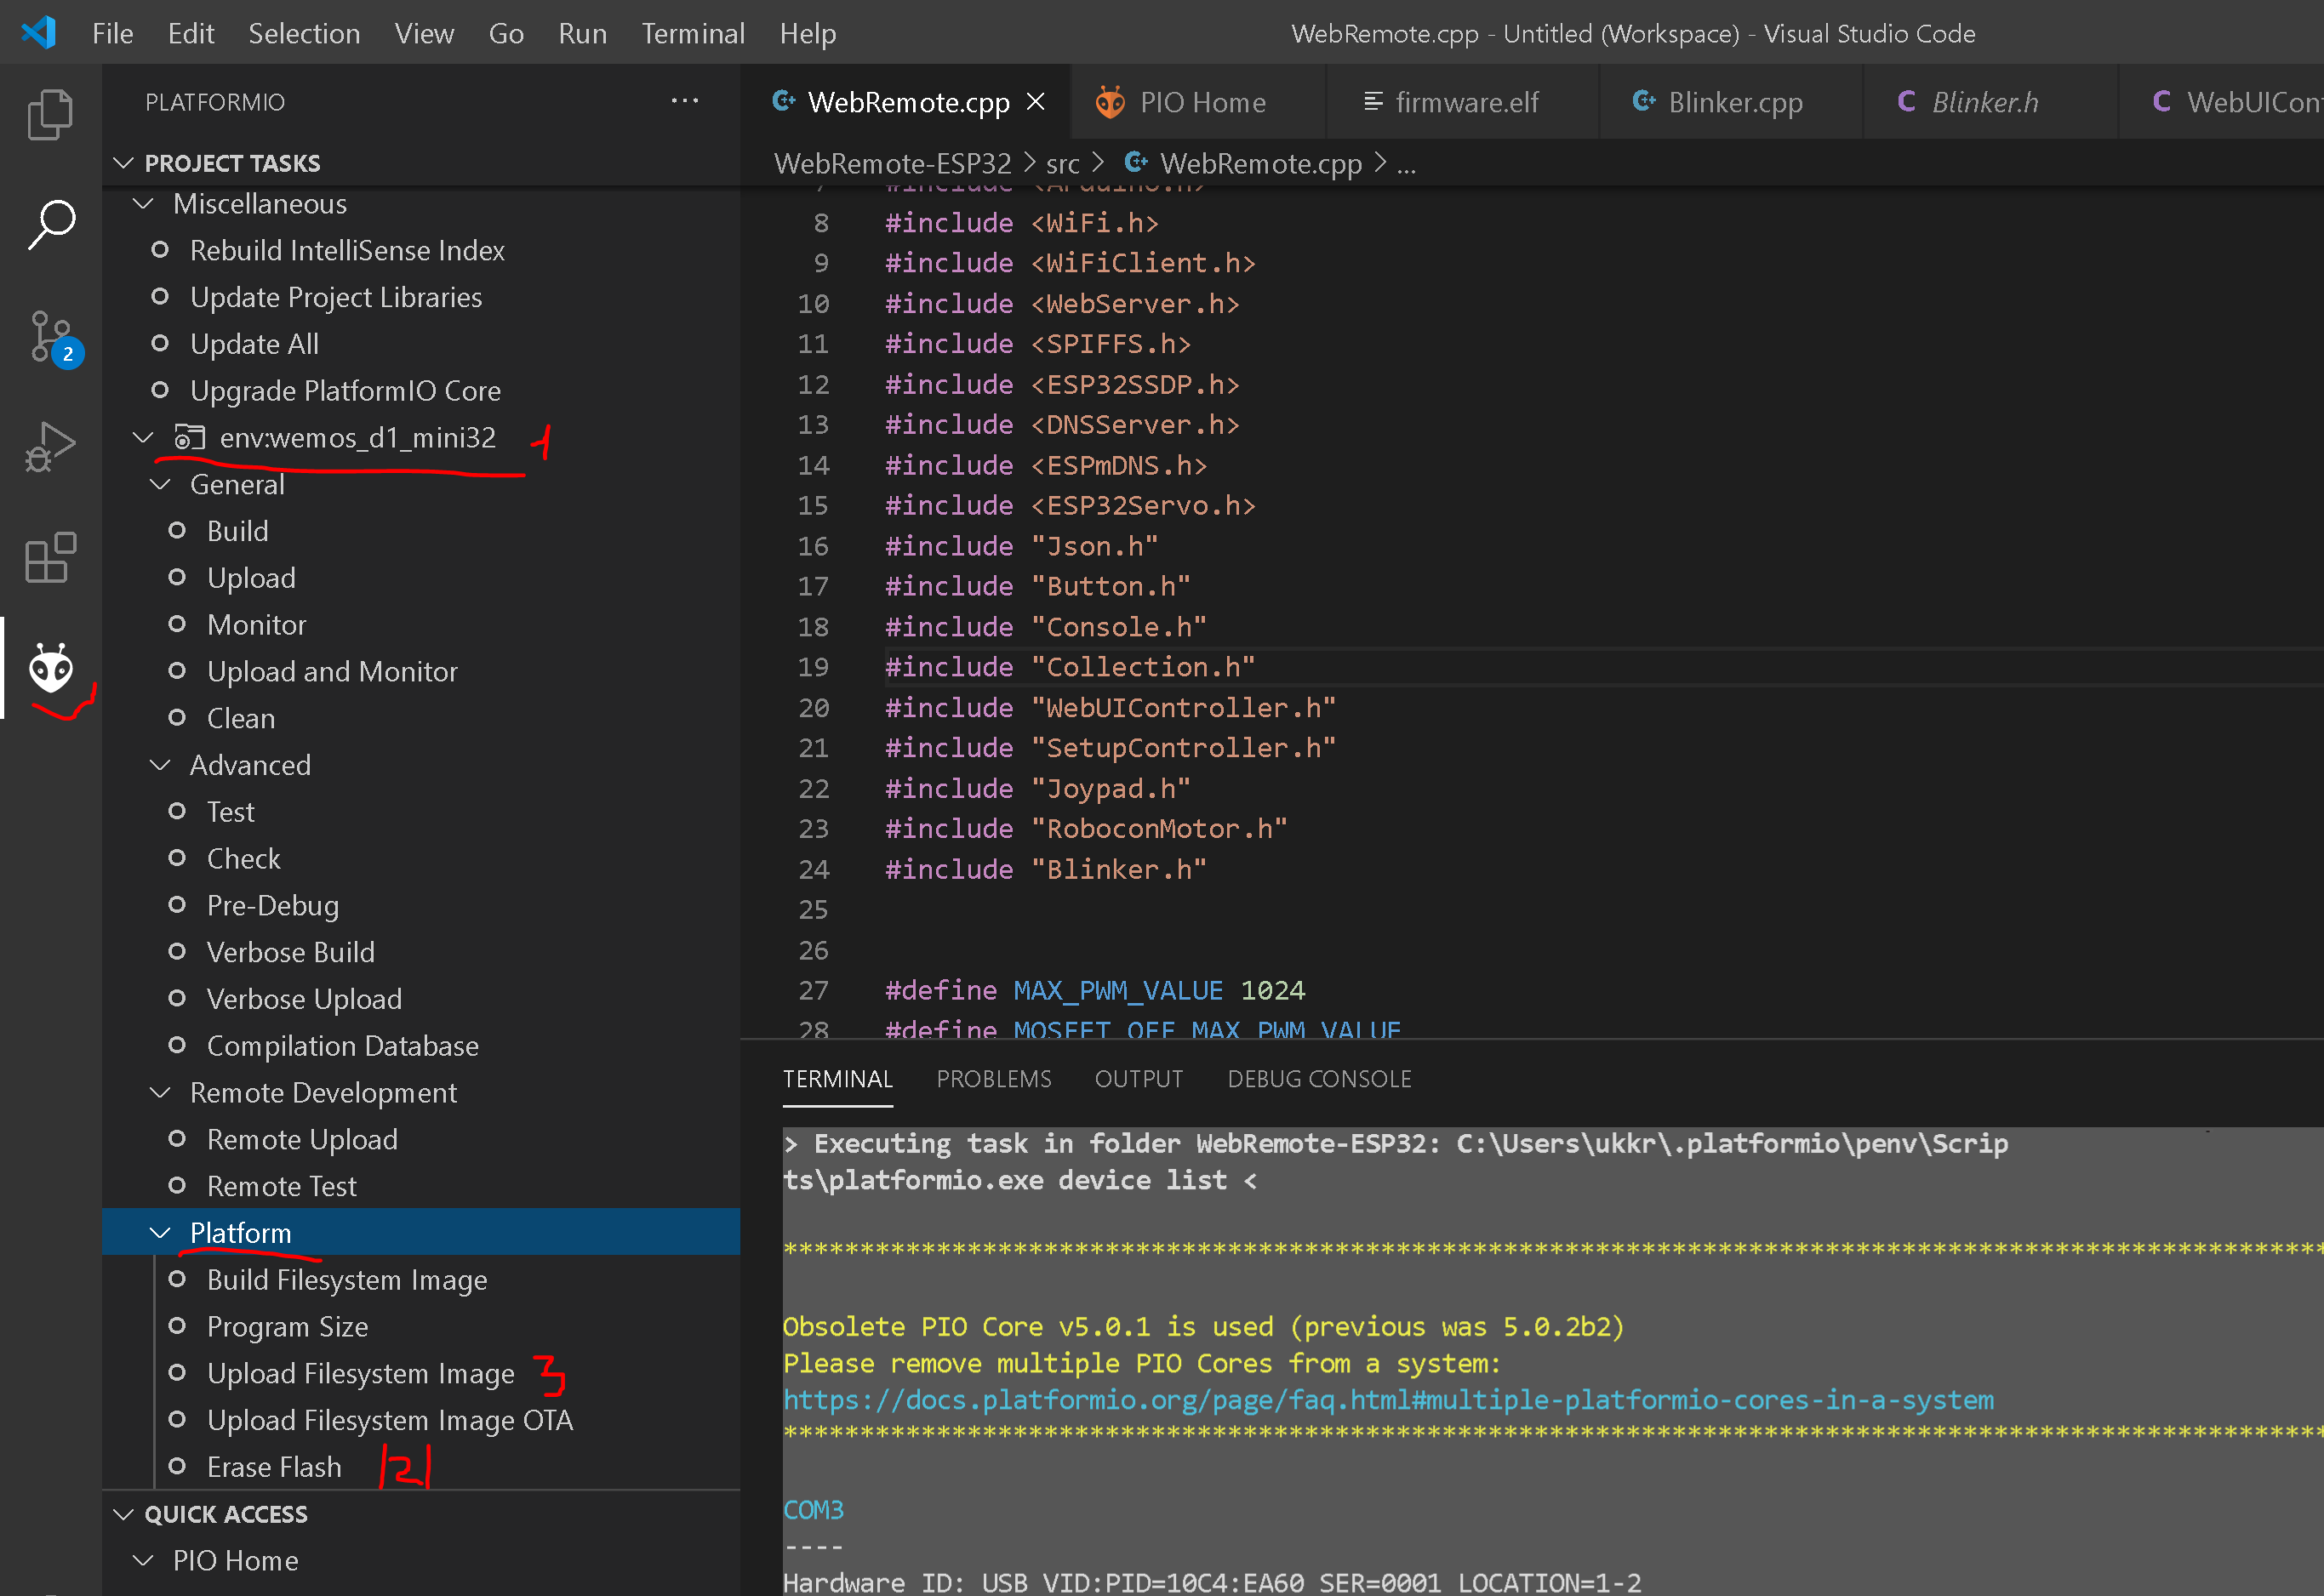 File Edit Selection View Go Run Terminal Help
WebRemote.cpp - Untitled (Workspace) - Visual Studio Code
PLATFORMIO ...
PROJECT TASKS
Miscellaneous
Rebuild IntelliSense Index
Update Project Libraries
Update All
Upgrade PlatformIO Core
env:wemos_d1_mini32 1
General
Build
Upload
Monitor
Upload and Monitor
Clean
Advanced
Test
Check
Pre-Debug
Verbose Build
Verbose Upload
Compilation Database
Remote Development
Remote Upload
Remote Test
Platform
Build Filesystem Image
Program Size
Upload Filesystem Image 3
Upload Filesystem Image OTA
Erase Flash |2|
QUICK ACCESS
PIO Home
2
WebRemote.cpp PIO Home firmware.elf Blinker.cpp Blinker.h WebUICont
WebRemote-ESP32 > src > WebRemote.cpp > ...
7 #include <Arduino.h>
8 #include <WiFi.h>
9 #include <WiFiClient.h>
10 #include <WebServer.h>
11 #include <SPIFFS.h>
12 #include <ESP32SSDP.h>
13 #include <DNSServer.h>
14 #include <ESPmDNS.h>
15 #include <ESP32Servo.h>
16 #include "Json.h"
17 #include "Button.h"
18 #include "Console.h"
19 #include "Collection.h"
20 #include "WebUIController.h"
21 #include "SetupController.h"
22 #include "Joypad.h"
23 #include "RoboconMotor.h"
24 #include "Blinker.h"
25
26
27 #define MAX_PWM_VALUE 1024
28 #define MOSFET_OFF MAX_PWM_VALUE
TERMINAL PROBLEMS OUTPUT DEBUG CONSOLE
> Executing task in folder WebRemote-ESP32: C:\Users\ukkr\.platformio\penv\Scrip
ts\platformio.exe device list <
****************************************************************************************************
Obsolete PIO Core v5.0.1 is used (previous was 5.0.2b2)
Please remove multiple PIO Cores from a system:
https://docs.platformio.org/page/faq.html#multiple-platformio-cores-in-a-system
****************************************************************************************************
COM3
----
Hardware ID: USB VID:PID=10C4:EA60 SER=0001 LOCATION=1-2